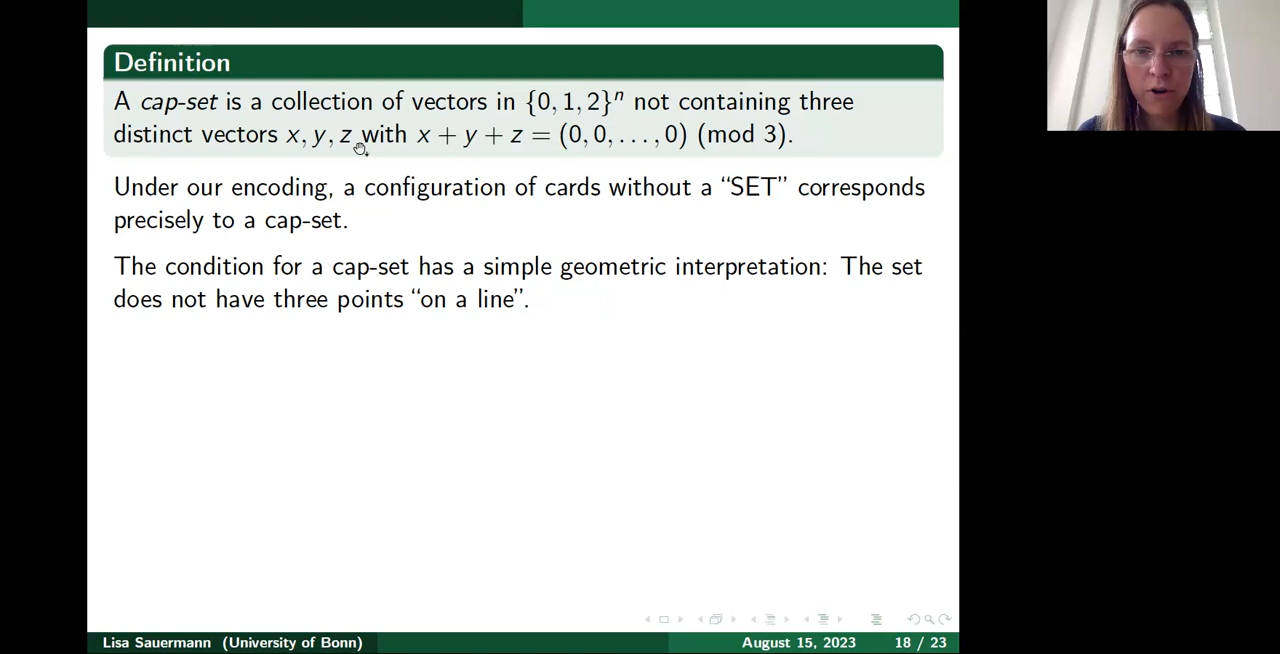 Definition
A cap-set is a collection of vectors in {0, 1, 2}ⁿ not containing three
distinct vectors x, y, z with x + y + z = (0, 0, . . . , 0) (mod 3).
Under our encoding, a configuration of cards without a “SET” corresponds
precisely to a cap-set.
The condition for a cap-set has a simple geometric interpretation: The set
does not have three points “on a line”.
Lisa Sauermann (University of Bonn) August 15, 2023 18 / 23